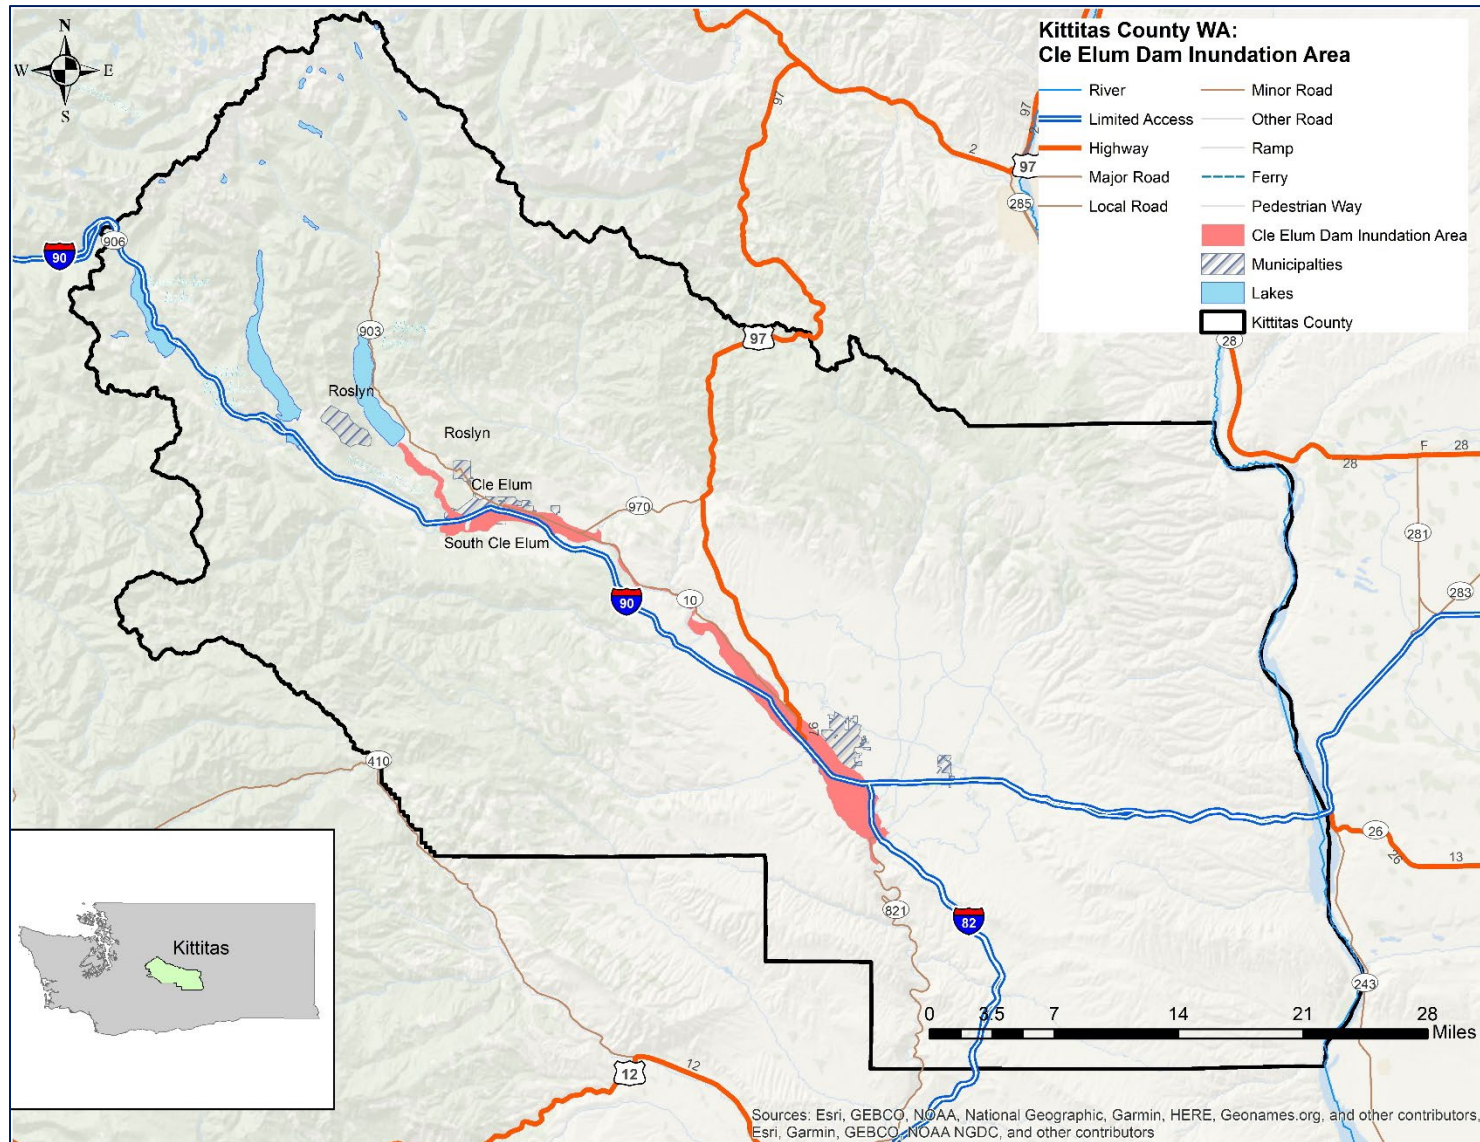 N
W E
S
Kittitas County WA:
Cle Elum Dam Inundation Area
River
Limited Access
Highway
Major Road
Local Road
Minor Road
Other Road
Ramp
Ferry
Pedestrian Way
Cle Elum Dam Inundation Area
Municipalties
Lakes
Kittitas County
97
2
97
2
97
285
906
90
903
97
28
Roslyn
Roslyn
F
28
28
Cle Elum
970
281
South Cle Elum
90
10
283
97
410
26
26
13
821
82
Kittitas
243
0 3.5 7 14 21 28
Miles
12
12
Sources: Esri, GEBCO, NOAA, National Geographic, Garmin, HERE, Geonames.org, and other contributors,
Esri, Garmin, GEBCO, NOAA NGDC, and other contributors